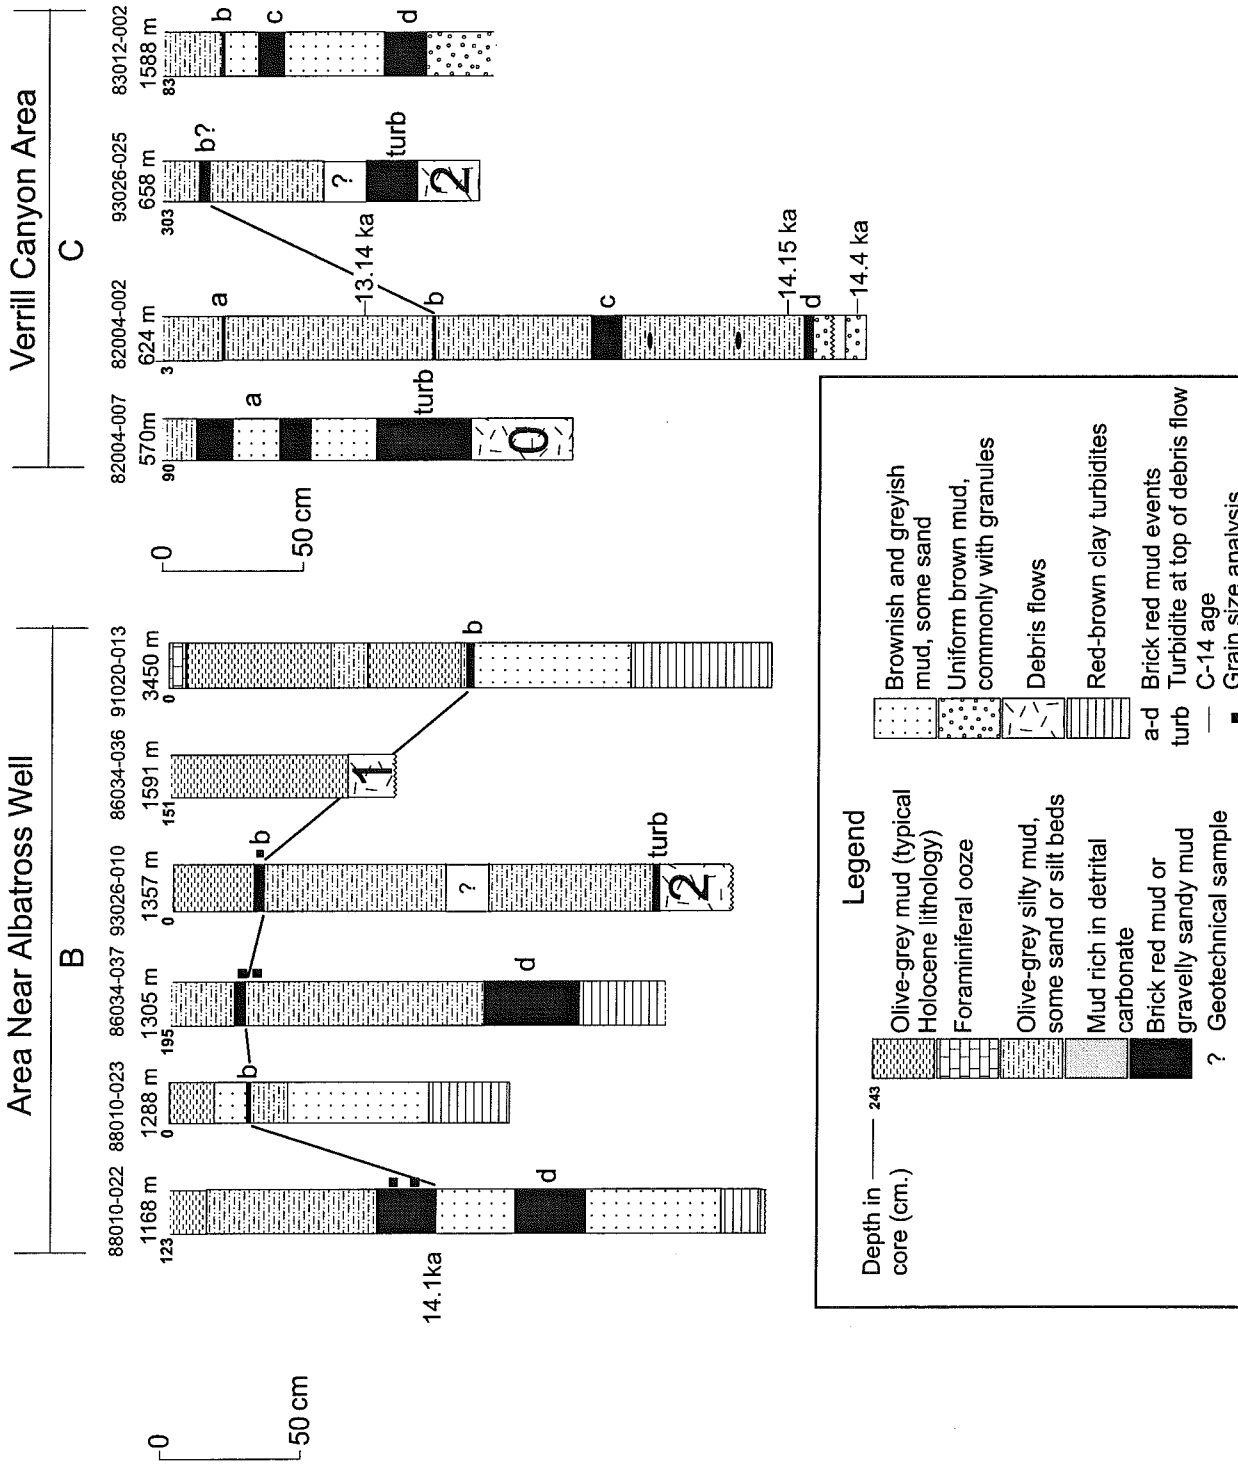 Area Near Albatross Well
B
88010-022
1168 m
123
14.1ka
d
88010-023
1288 m
0
b
86034-037
1305 m
195
d
93026-010
1357 m
0
b
?
turb
2
86034-036
1591 m
151
1
91020-013
3450 m
0
b
0
50 cm
Verrill Canyon Area
C
82004-007
570m
90
a
turb
0
82004-002
624 m
3
a
13.14 ka
b
c
14.15 ka
d
14.4 ka
93026-025
658 m
303
b?
?
turb
2
83012-002
1588 m
83
b
c
d
0
50 cm
Legend
Depth in
core (cm.)
243
Olive-grey mud (typical
Holocene lithology)
Foraminiferal ooze
Olive-grey silty mud,
some sand or silt beds
Mud rich in detrital
carbonate
Brick red mud or
gravelly sandy mud
? Geotechnical sample
Brownish and greyish
mud, some sand
Uniform brown mud,
commonly with granules
Debris flows
Red-brown clay turbidites
a-d Brick red mud events
turb Turbidite at top of debris flow
C-14 age
Grain size analysis